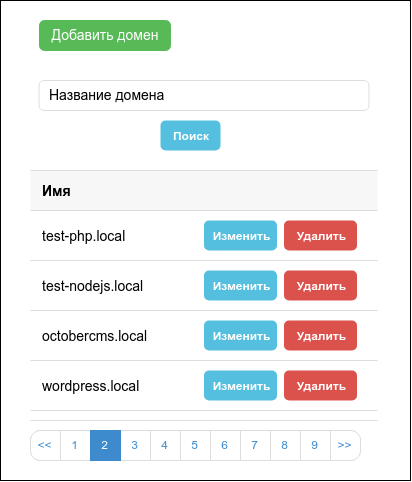 Добавить домен
Название домена
Поиск
Имя
test-php.local Изменить Удалить
test-nodejs.local Изменить Удалить
octobercms.local Изменить Удалить
wordpress.local Изменить Удалить
<< 1 2 3 4 5 6 7 8 9 >>